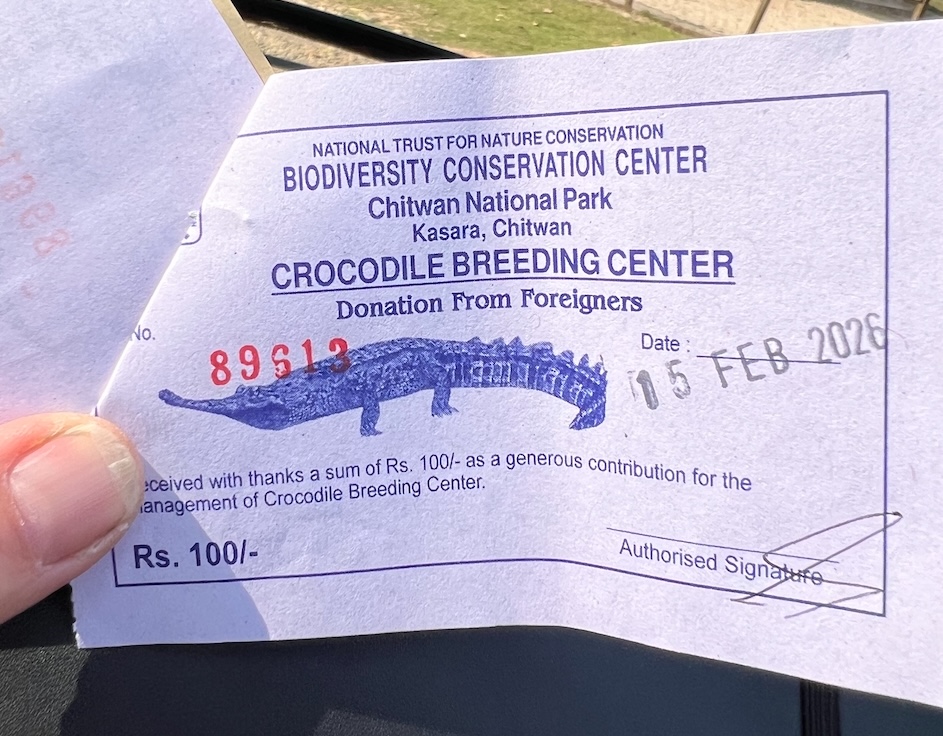 NATIONAL TRUST FOR NATURE CONSERVATION
BIODIVERSITY CONSERVATION CENTER
Chitwan National Park
Kasara, Chitwan
CROCODILE BREEDING CENTER
Donation From Foreigners
No. 89613
Date : 15 FEB 2026
eceived with thanks a sum of Rs. 100/- as a generous contribution for the
anagement of Crocodile Breeding Center.
Rs. 100/-
Authorised Signature